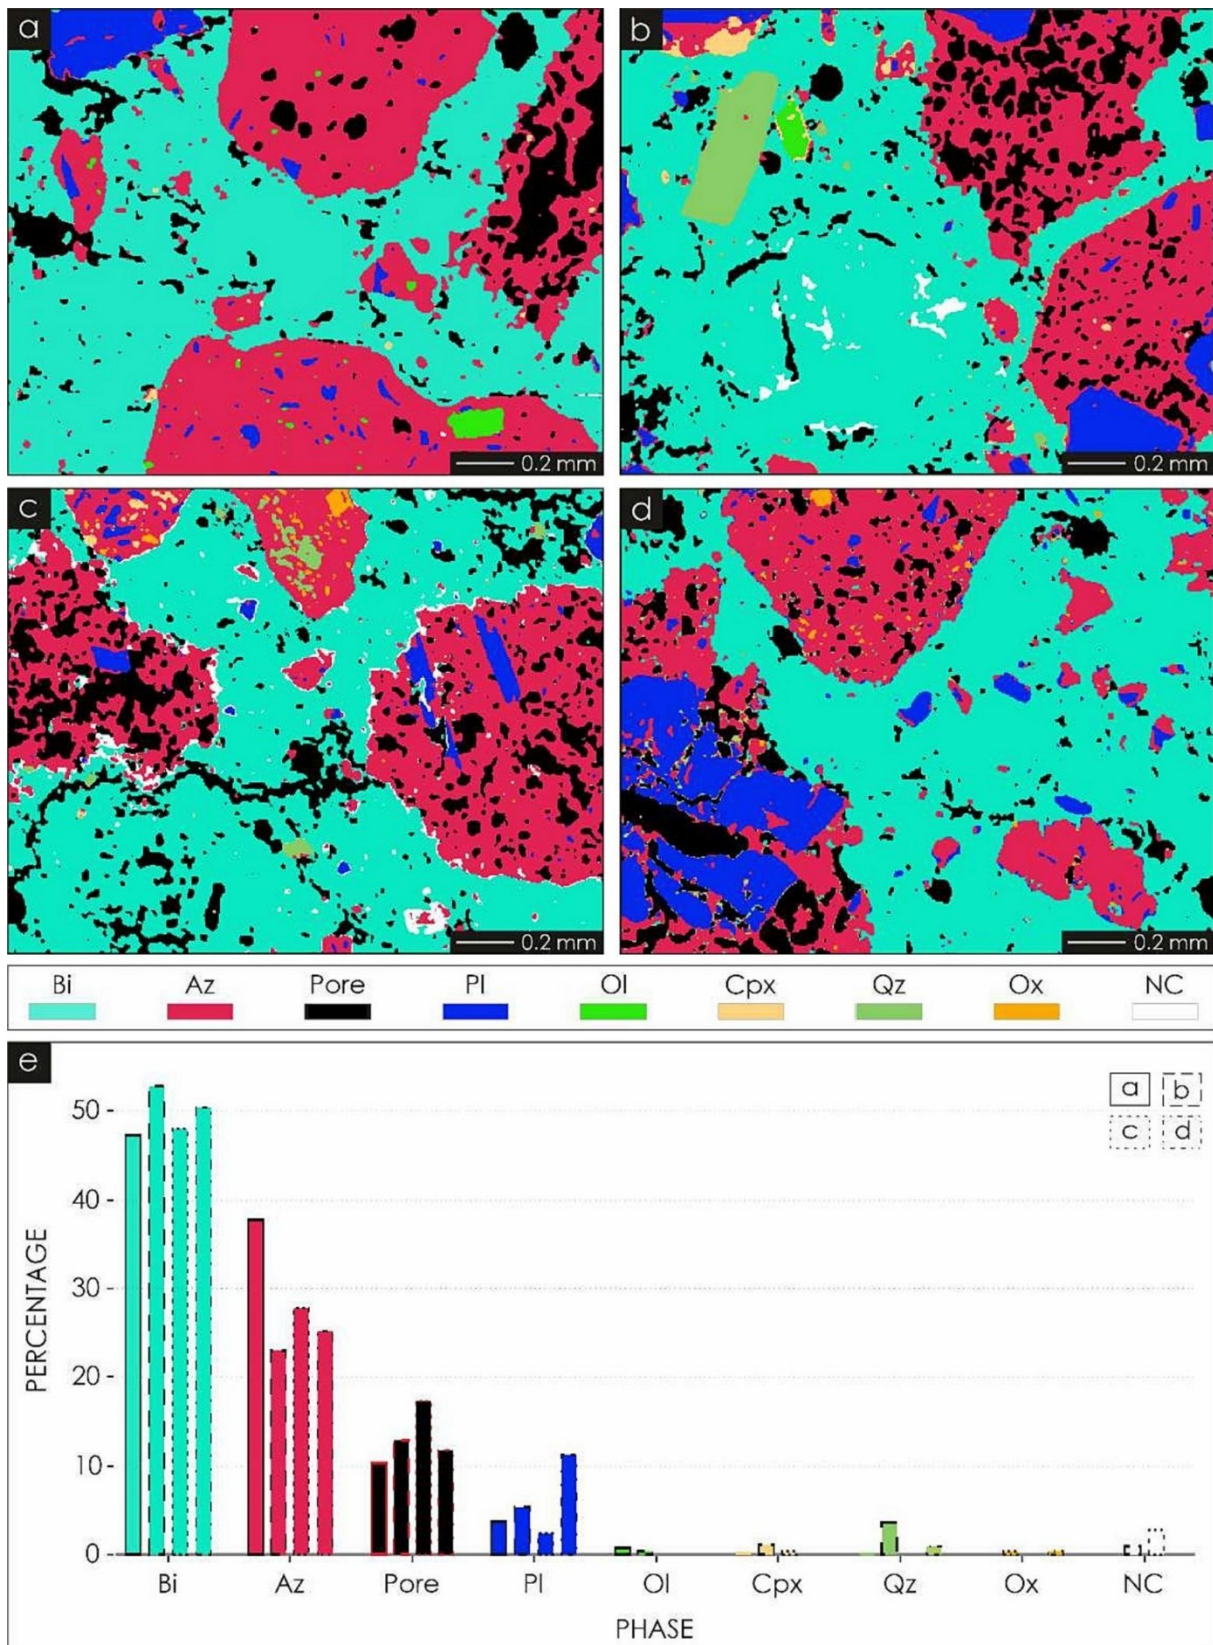 a
b
0.2 mm
0.2 mm
c
d
0.2 mm
0.2 mm
Bi Az Pore Pl Ol Cpx Qz Ox NC
e
a b
c d
50
40
30
20
10
0
PERCENTAGE
Bi Az Pore Pl Ol Cpx Qz Ox NC
PHASE